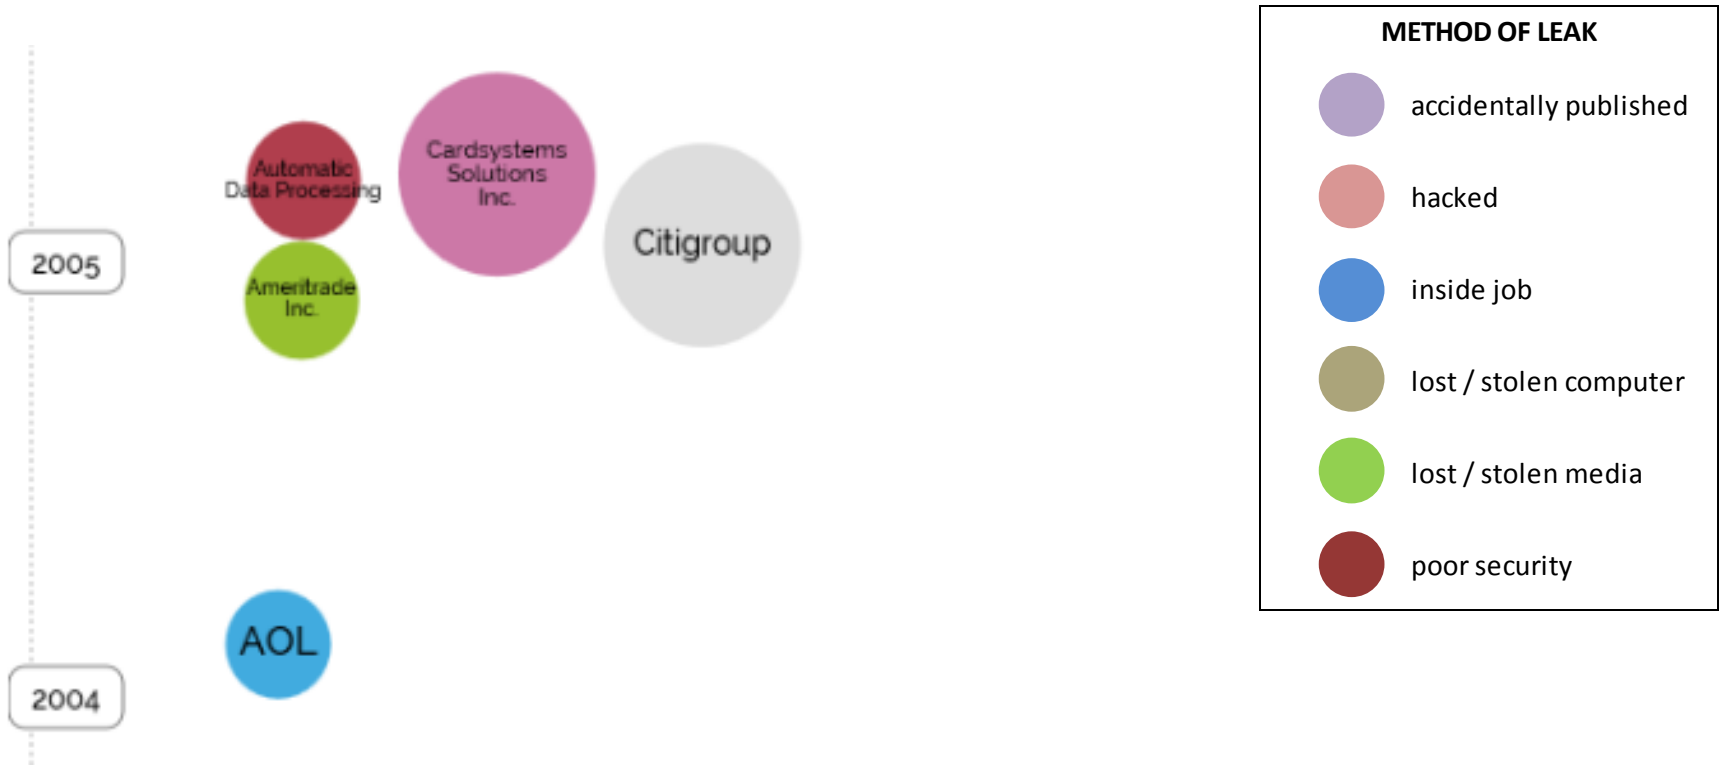 Automatic
Data Processing
Cardsystems
Solutions
Inc.
Citigroup
2005
Ameritrade
Inc.
AOL
2004
METHOD OF LEAK
accidentally published
hacked
inside job
lost / stolen computer
lost / stolen media
poor security